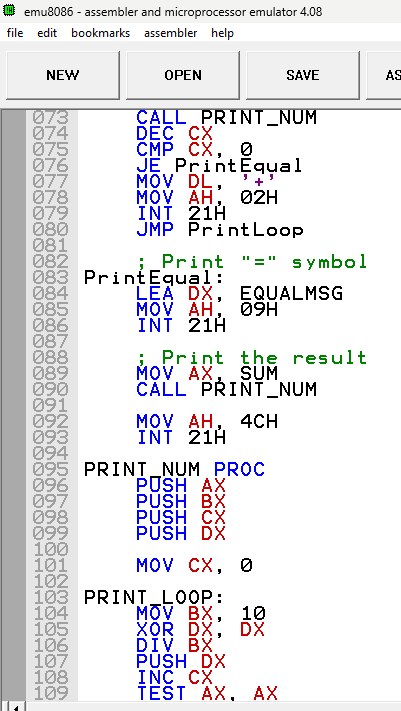 emu8086 - assembler and microprocessor emulator 4.08
file edit bookmarks assembler help
NEW OPEN SAVE AS
073 CALL PRINT_NUM
074 DEC CX
075 CMP CX, 0
076 JE PrintEqual
077 MOV DL, '+'
078 MOV AH, 02H
079 INT 21H
080 JMP PrintLoop
081
082 ; Print "=" symbol
083 PrintEqual:
084 LEA DX, EQUALMSG
085 MOV AH, 09H
086 INT 21H
087
088 ; Print the result
089 MOV AX, SUM
090 CALL PRINT_NUM
091
092 MOV AH, 4CH
093 INT 21H
094
095 PRINT_NUM PROC
096 PUSH AX
097 PUSH BX
098 PUSH CX
099 PUSH DX
100
101 MOV CX, 0
102
103 PRINT_LOOP:
104 MOV BX, 10
105 XOR DX, DX
106 DIV BX
107 PUSH DX
108 INC CX
109 TEST AX, AX